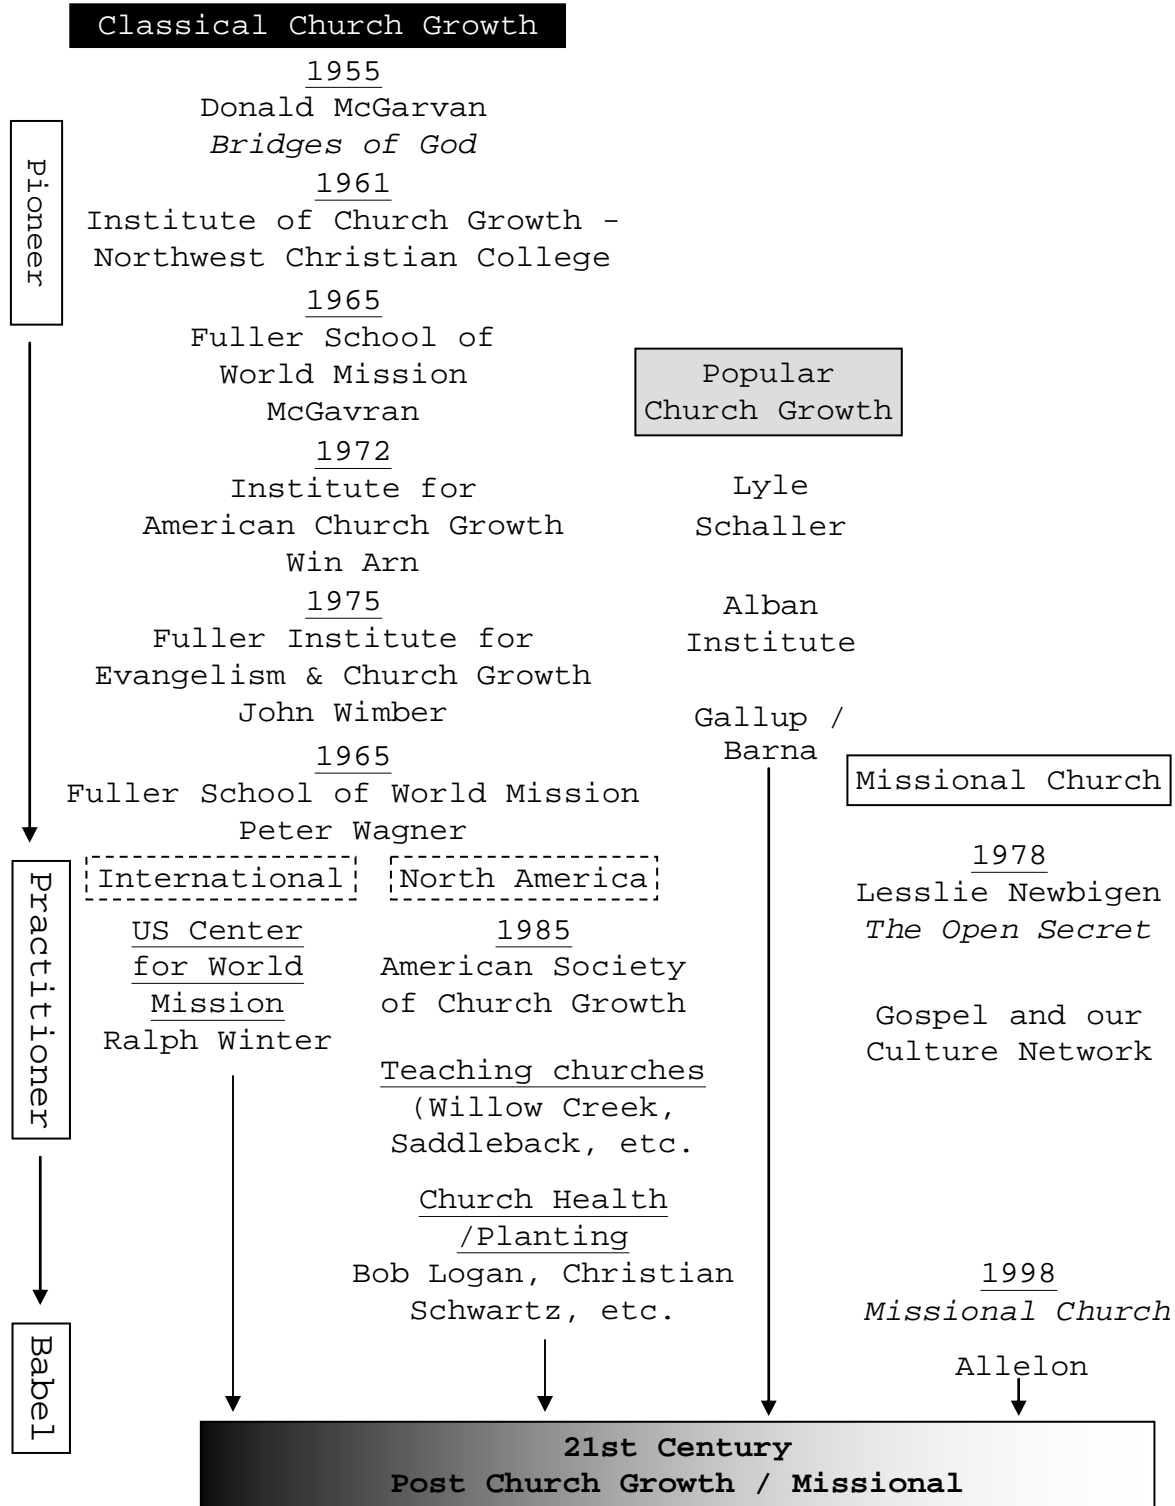 Classical Church Growth
1955
Donald McGarvan
Bridges of God
1961
Institute of Church Growth -
Northwest Christian College
1965
Fuller School of
World Mission
McGavran
1972
Institute for
American Church Growth
Win Arn
1975
Fuller Institute for
Evangelism & Church Growth
John Wimber
1965
Fuller School of World Mission
Peter Wagner
International
US Center
for World
Mission
Ralph Winter
North America
1985
American Society
of Church Growth
Teaching churches
(Willow Creek,
Saddleback, etc.
Church Health
/Planting
Bob Logan, Christian
Schwartz, etc.
Popular
Church Growth
Lyle
Schaller
Alban
Institute
Gallup /
Barna
Missional Church
1978
Lesslie Newbigen
The Open Secret
Gospel and our
Culture Network
1998
Missional Church
Allelon
Pioneer
Practitioner
Babel
21st Century
Post Church Growth / Missional